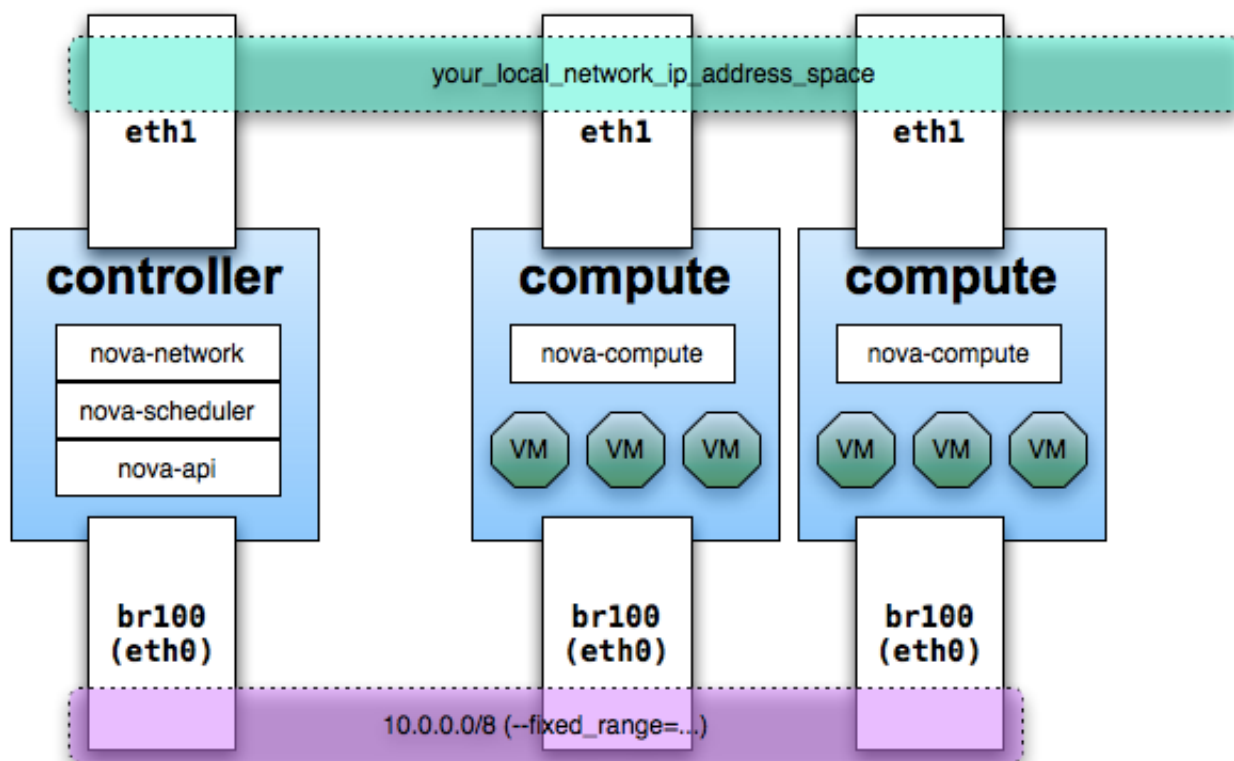 your_local_network_ip_address_space
eth1
eth1
eth1
controller
compute
compute
nova-network
nova-compute
nova-compute
nova-scheduler
nova-api
VM
VM
VM
VM
VM
VM
br100
(eth0)
br100
(eth0)
br100
(eth0)
10.0.0.0/8 (--fixed_range=...)